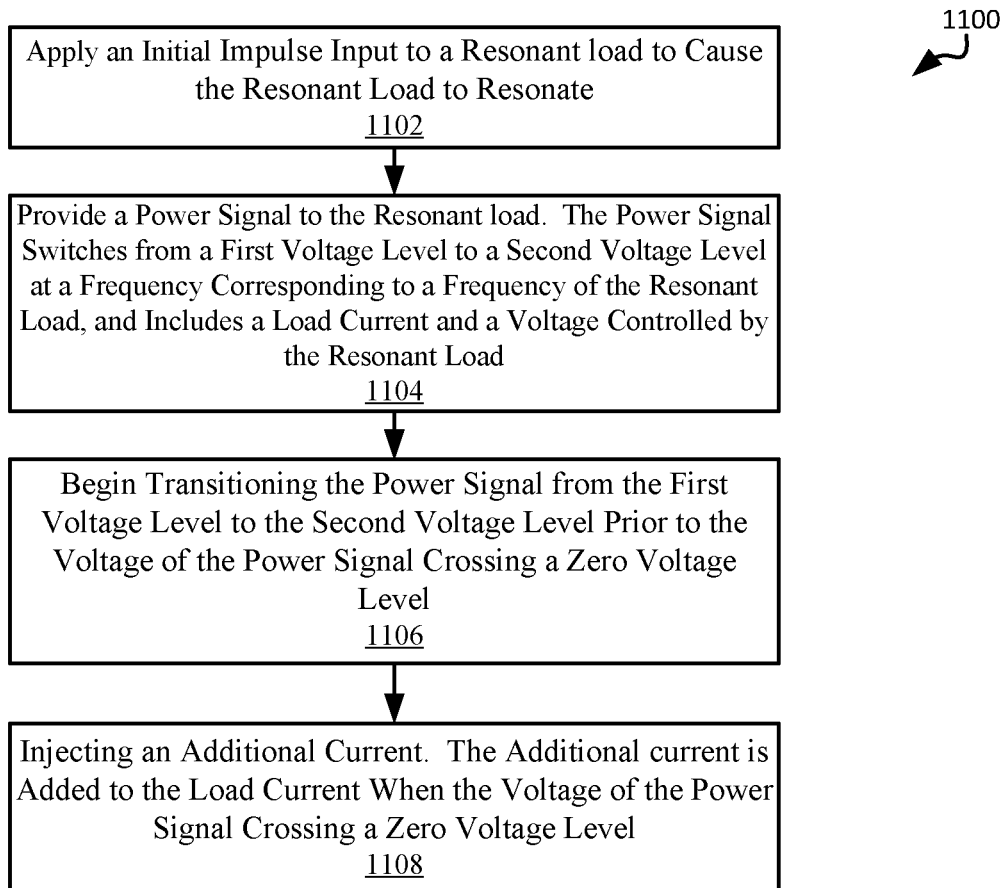 1100
Apply an Initial Impulse Input to a Resonant load to Cause
the Resonant Load to Resonate
1102
Provide a Power Signal to the Resonant load. The Power Signal
Switches from a First Voltage Level to a Second Voltage Level
at a Frequency Corresponding to a Frequency of the Resonant
Load, and Includes a Load Current and a Voltage Controlled by
the Resonant Load
1104
Begin Transitioning the Power Signal from the First
Voltage Level to the Second Voltage Level Prior to the
Voltage of the Power Signal Crossing a Zero Voltage
Level
1106
Injecting an Additional Current. The Additional current is
Added to the Load Current When the Voltage of the Power
Signal Crossing a Zero Voltage Level
1108